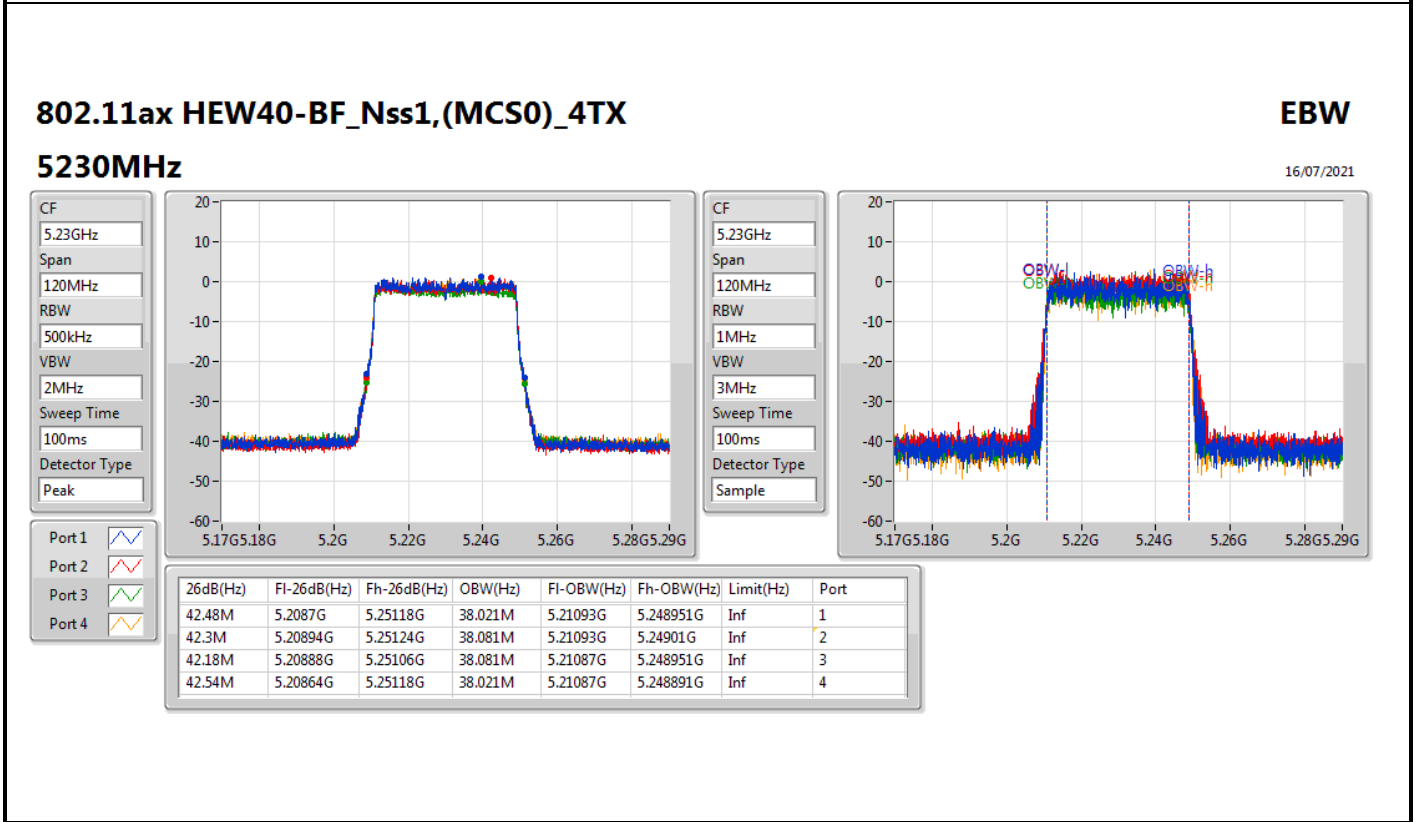 802.11ax HEW40-BF_Nss1,(MCS0)_4TX
EBW
5230MHz
16/07/2021
CF
5.23GHz
Span
120MHz
RBW
500kHz
VBW
2MHz
Sweep Time
100ms
Detector Type
Peak
20
10
0
-10
-20
-30
-40
-50
-60
5.17G5.18G 5.2G 5.22G 5.24G 5.26G 5.28G5.29G
CF
5.23GHz
Span
120MHz
RBW
1MHz
VBW
3MHz
Sweep Time
100ms
Detector Type
Sample
20
10
0
-10
-20
-30
-40
-50
-60
OBW-h
OBW-h
5.17G5.18G 5.2G 5.22G 5.24G 5.26G 5.28G5.29G
Port 1
Port 2
Port 3
Port 4
26dB(Hz) Fl-26dB(Hz) Fh-26dB(Hz) OBW(Hz) Fl-OBW(Hz) Fh-OBW(Hz) Limit(Hz) Port
42.48M 5.2087G 5.25118G 38.021M 5.21093G 5.248951G Inf 1
42.3M 5.20894G 5.25124G 38.081M 5.21093G 5.24901G Inf 2
42.18M 5.20888G 5.25106G 38.081M 5.21087G 5.248951G Inf 3
42.54M 5.20864G 5.25118G 38.021M 5.21087G 5.248891G Inf 4